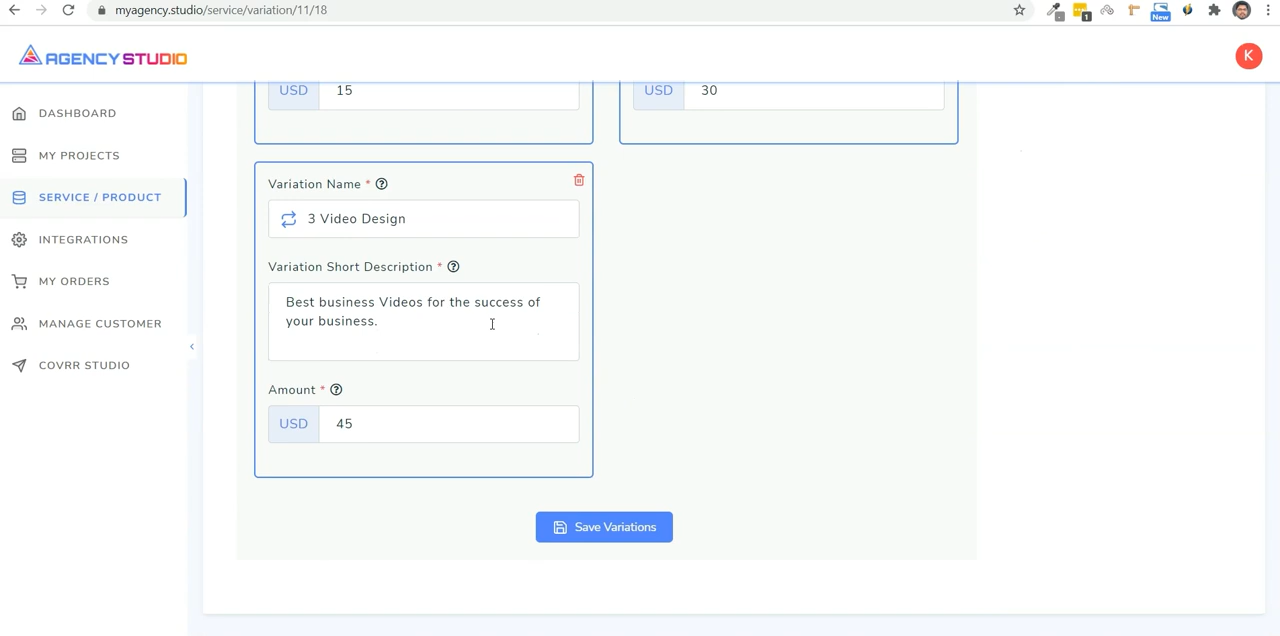 myagency.studio/service/variation/11/18
1
New
AGENCY STUDIO
K
DASHBOARD
MY PROJECTS
SERVICE / PRODUCT
INTEGRATIONS
MY ORDERS
MANAGE CUSTOMER
COVRR STUDIO
USD 15
USD 30
Variation Name * ?
3 Video Design
Variation Short Description * ?
Best business Videos for the success of
your business.
Amount * ?
USD 45
Save Variations